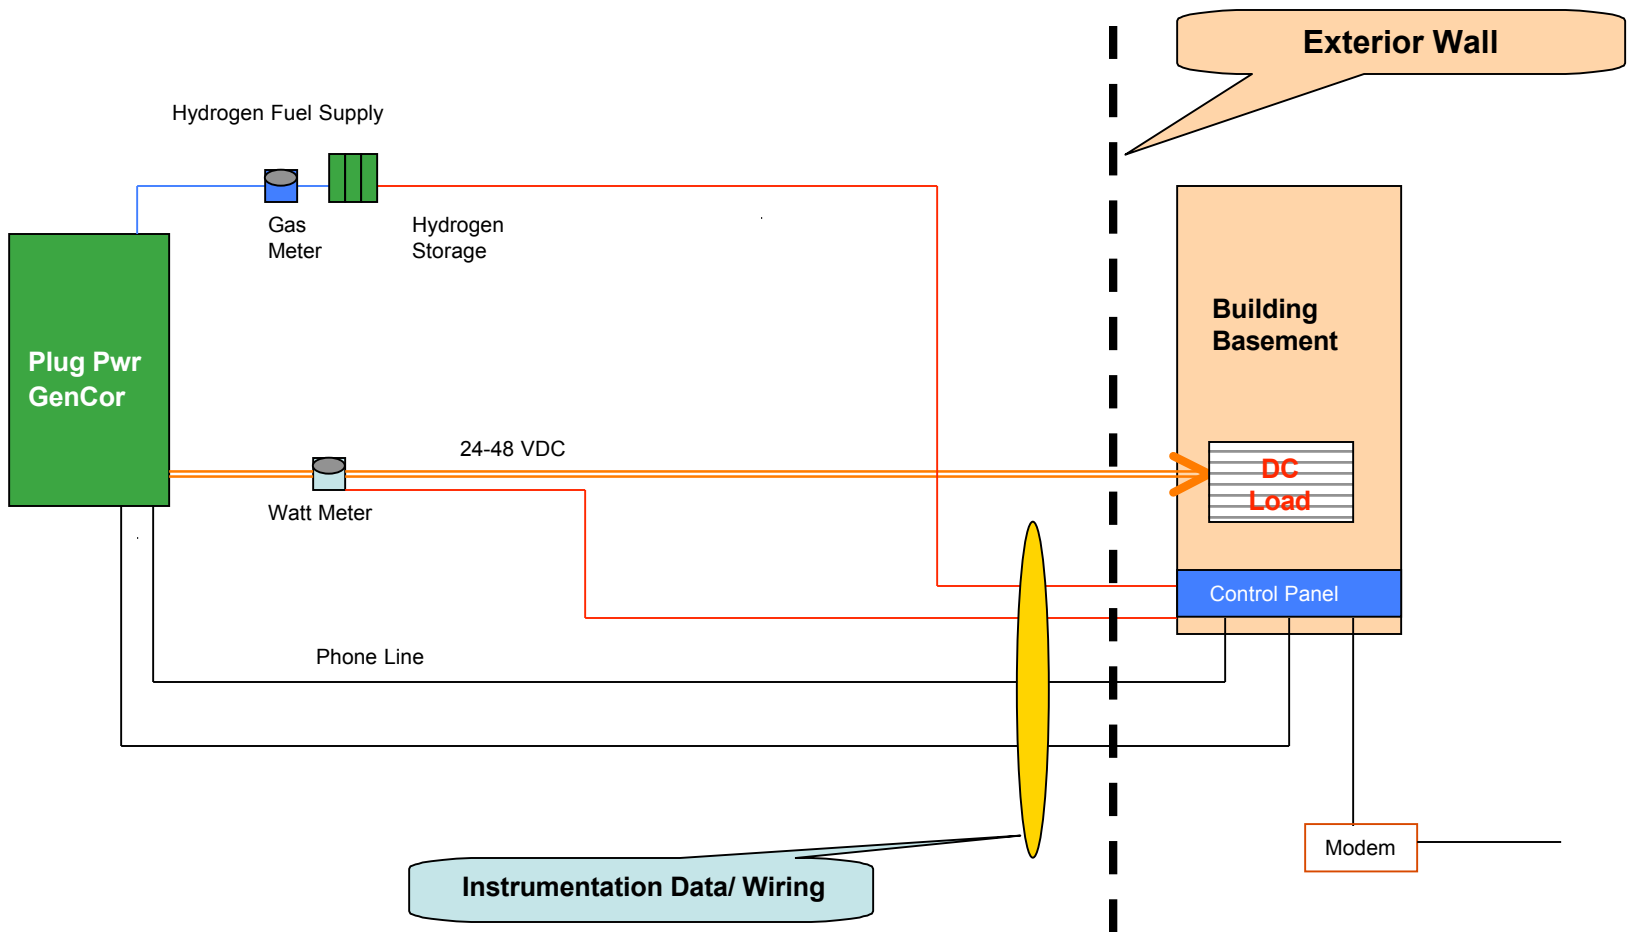 Exterior Wall
Hydrogen Fuel Supply
Gas
Meter
Hydrogen
Storage
Building
Basement
Plug Pwr
GenCor
24-48 VDC
DC
Load
Watt Meter
Control Panel
Phone Line
Modem
Instrumentation Data/ Wiring